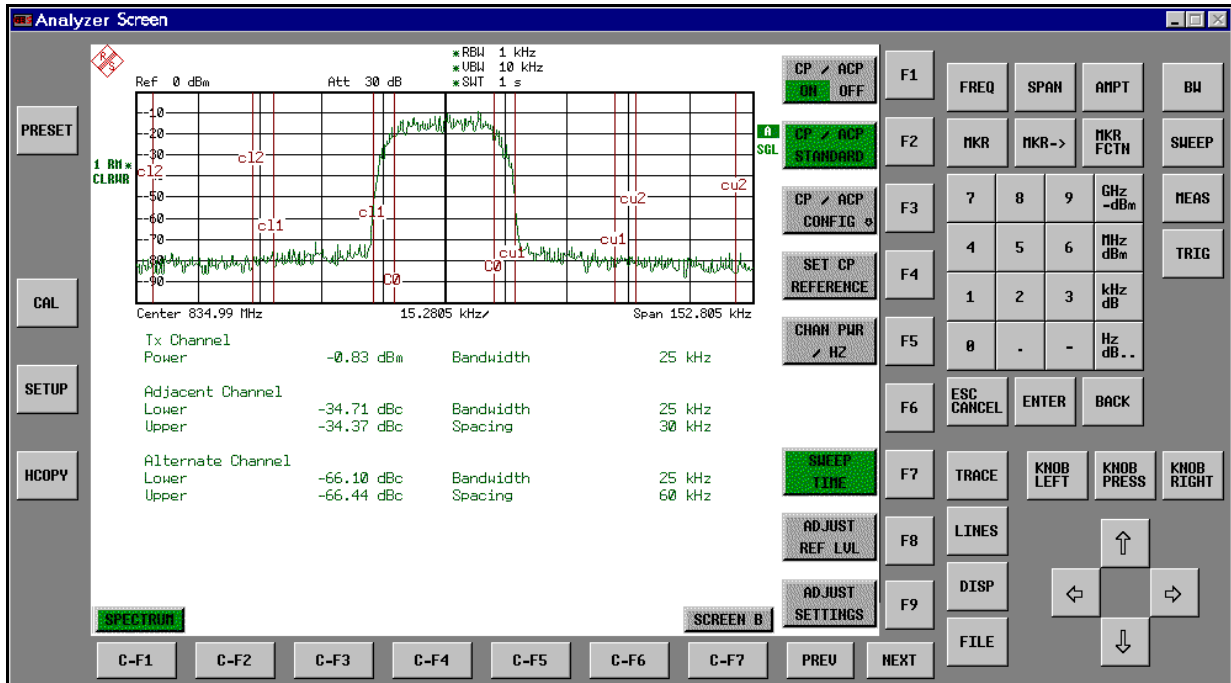 Analyzer Screen
R
S
* RBW 1 kHz
* VBW 10 kHz
Ref 0 dBm Att 30 dB * SWT 1 s
-10
-20
-30
-50
-60
-70
-80
-90
1 RM *
CLRWR
A
SGL
cl2
cl2
cl1
cl1
C0
C0
cu1
cu1
cu2
cu2
Center 834.99 MHz 15.2805 kHz/ Span 152.805 kHz
Tx Channel
Power -0.83 dBm Bandwidth 25 kHz
Adjacent Channel
Lower -34.71 dBc Bandwidth 25 kHz
Upper -34.37 dBc Spacing 30 kHz
Alternate Channel
Lower -66.10 dBc Bandwidth 25 kHz
Upper -66.44 dBc Spacing 60 kHz
SPECTRUM
SCREEN B
PRESET
CAL
SETUP
HCOPY
CP / ACP
ON OFF
CP / ACP
STANDARD
CP / ACP
CONFIG
SET CP
REFERENCE
CHAN PWR
/ HZ
SWEEP
TIME
ADJUST
REF LVL
ADJUST
SETTINGS
F1
F2
F3
F4
F5
F6
F7
F8
F9
FREQ SPAN AMPT BW
MKR MKR-> MKR
FCTN SWEEP
7 8 9 GHz
-dBm MEAS
4 5 6 MHz
dBm TRIG
1 2 3 kHz
dB
0 . - Hz
dB..
ESC
CANCEL ENTER BACK
TRACE KNOB
LEFT KNOB
PRESS KNOB
RIGHT
LINES
DISP
FILE
C-F1 C-F2 C-F3 C-F4 C-F5 C-F6 C-F7 PREV NEXT